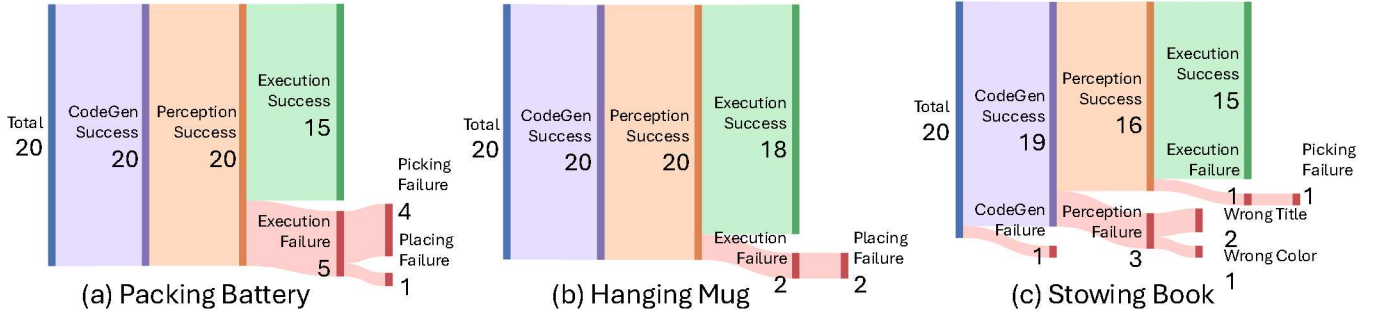 Total
20
CodeGen
Success
20
Perception
Success
20
Execution
Success
15
Execution
Failure
5
Picking
Failure
4
Placing
Failure
1
(a) Packing Battery
Total
20
CodeGen
Success
20
Perception
Success
20
Execution
Success
18
Execution
Failure
2
Placing
Failure
2
(b) Hanging Mug
Total
20
CodeGen
Success
19
CodeGen
Failure
1
Perception
Success
16
Perception
Failure
3
Execution
Success
15
Execution
Failure
1
Picking
Failure
1
Wrong Title
2
Wrong Color
1
(c) Stowing Book